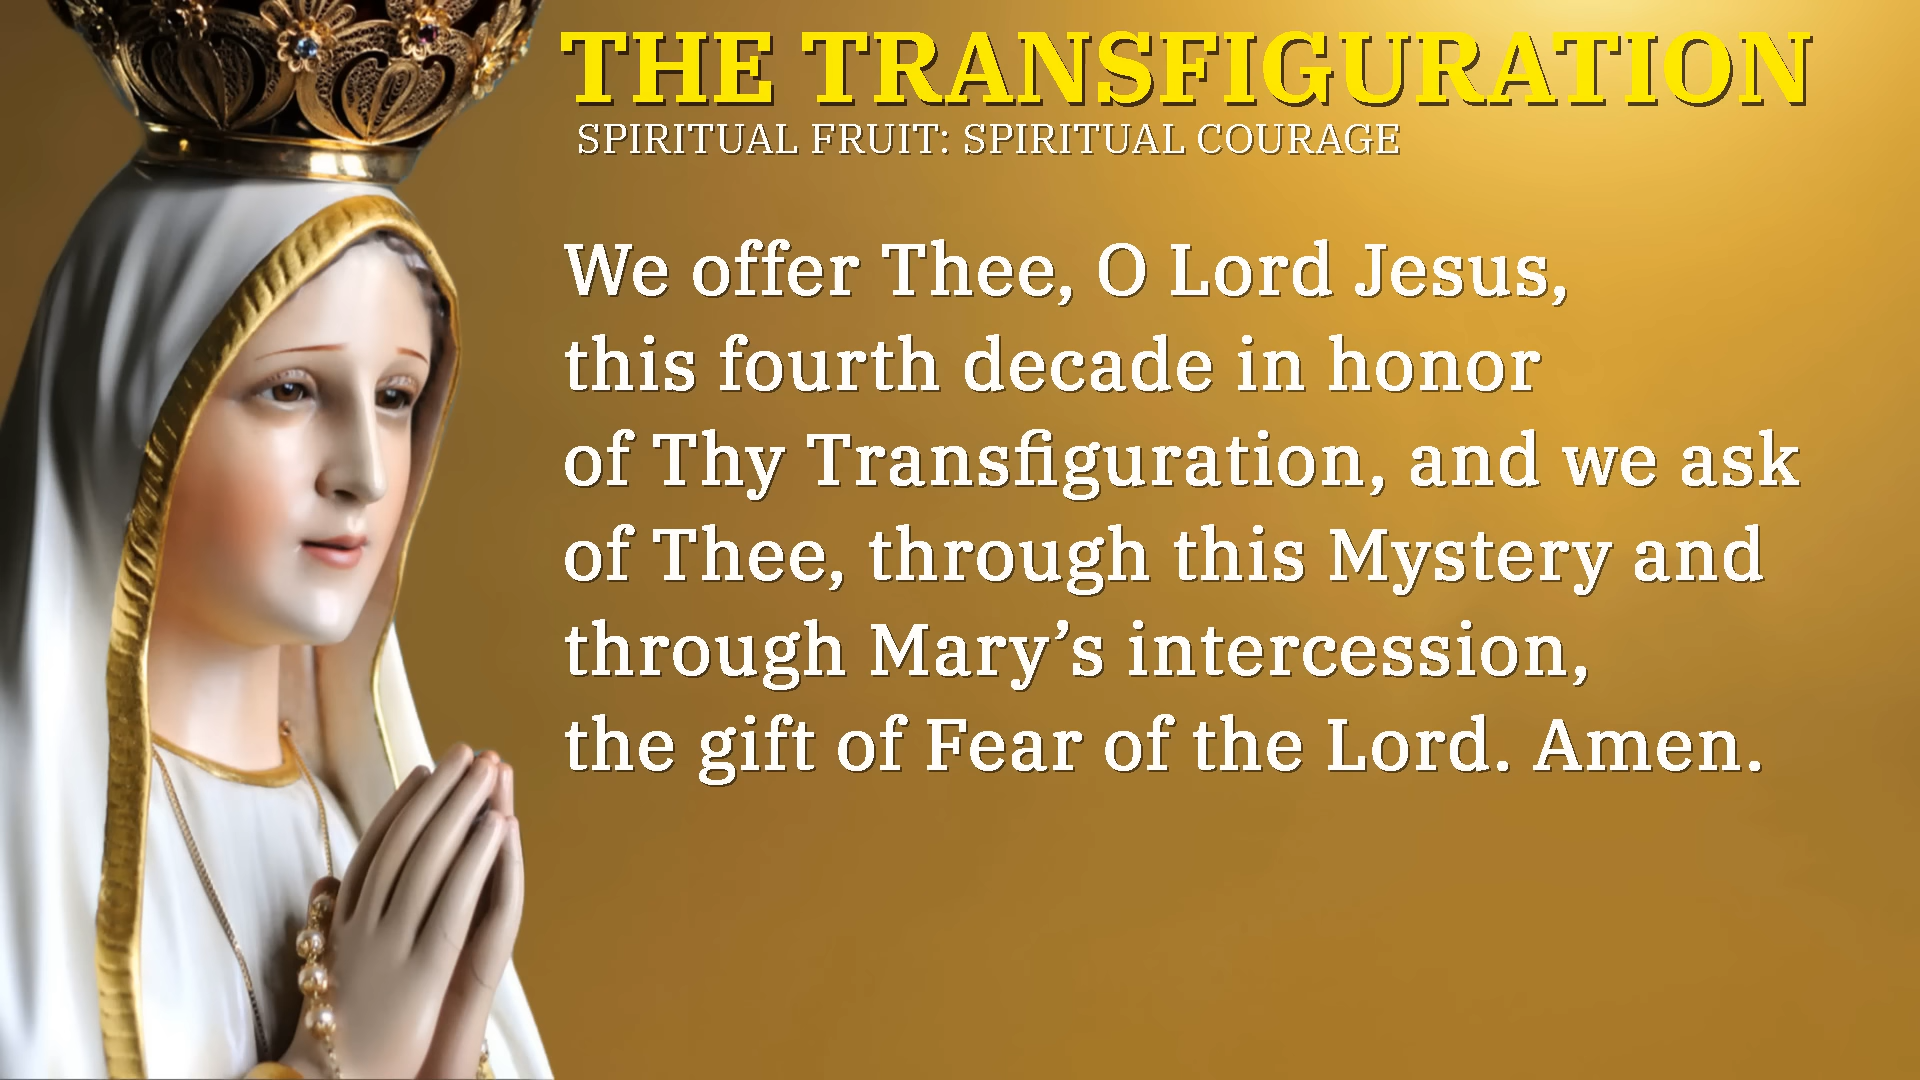 THE TRANSFIGURATION
SPIRITUAL FRUIT: SPIRITUAL COURAGE
We offer Thee, O Lord Jesus,
this fourth decade in honor
of Thy Transfiguration, and we ask
of Thee, through this Mystery and
through Mary’s intercession,
the gift of Fear of the Lord. Amen.